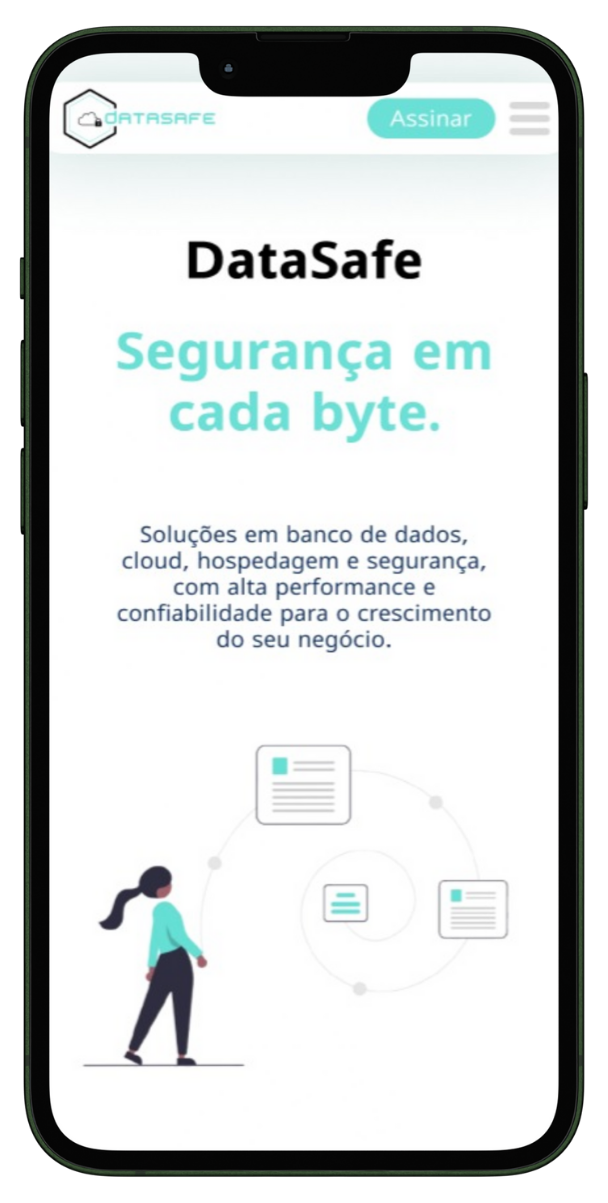 DATASAFE
Assinar
DataSafe
Segurança em
cada byte.
Soluções em banco de dados,
cloud, hospedagem e segurança,
com alta performance e
confiabilidade para o crescimento
do seu negócio.